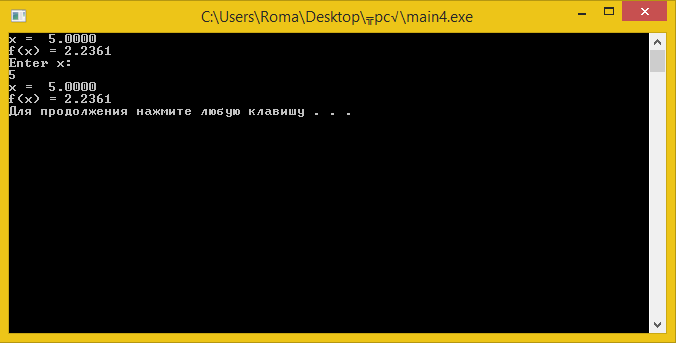 C:\Users\Roma\Desktop\╦рс√\main4.exe
x =  5.0000
f(x) = 2.2361
Enter x:
5
x =  5.0000
f(x) = 2.2361
Для продолжения нажмите любую клавишу . . .